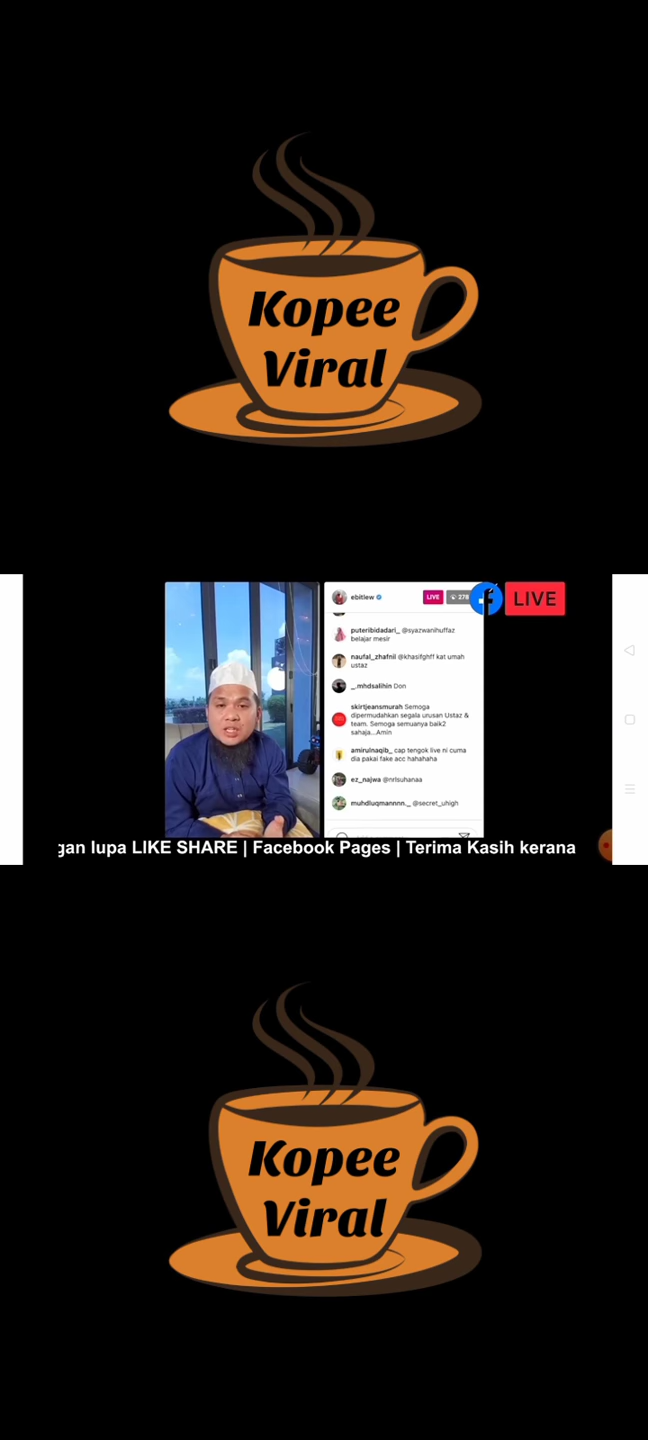 Kopee
Viral
ebitlew
LIVE
LIVE
puteribidadari_ @syazwanihuffaz
belajar mesir
naufal_zhafnii @khasifghff kat umah
ustaz
_.mhdsalihin Don
skirtjeansmurah Semoga
dipermudahkan segala urusan Ustaz &
team. Semoga semuanya baik2
sahaja...Amin
amirulnaqib_ cap tengok live ni cuma
dia pakai fake acc hahahaha
ez_najwa @nrlsuhanaa
muhdluqmannnn._ @secret_uhigh
gan lupa LIKE SHARE | Facebook Pages | Terima Kasih kerana
Kopee
Viral